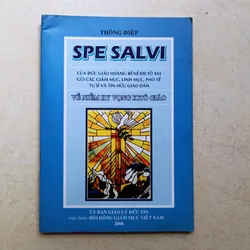 THÔNG ĐIỆP
SPE SALVI
CỦA ĐỨC GIÁO HOÀNG BÊNÊĐICTÔ XVI
GỬI CÁC GIÁM MỤC, LINH MỤC, PHÓ TẾ
TU SĨ VÀ TÍN HỮU GIÁO DÂN
VỀ NIỀM HY VỌNG KITÔ GIÁO
ỦY BAN GIÁO LÝ ĐỨC TIN
trực thuộc HỘI ĐỒNG GIÁM MỤC VIỆT NAM
2008